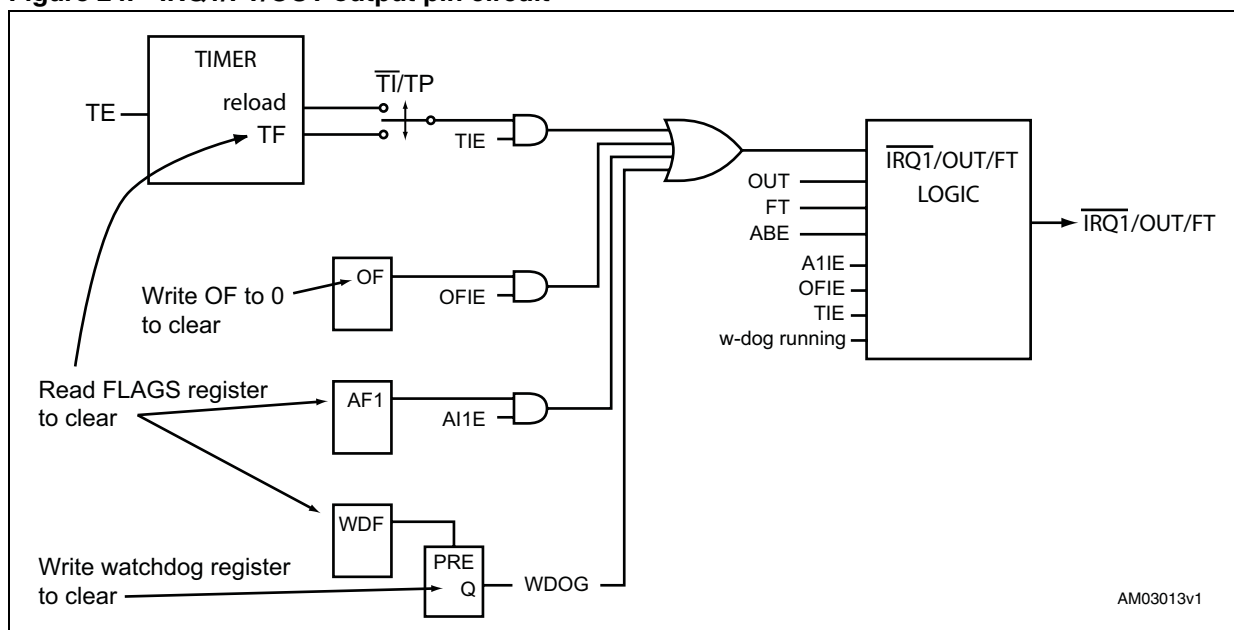 TIMER
reload
TF
TE
TI/TP
TIE
OF
OFIE
Write OF to 0
to clear
Read FLAGS register
to clear
AF1
AI1E
WDF
PRE
Q
WDOG
Write watchdog register
to clear
IRQ1/OUT/FT
LOGIC
OUT
FT
ABE
A1IE
OFIE
TIE
w-dog running
IRQ1/OUT/FT
AM03013v1